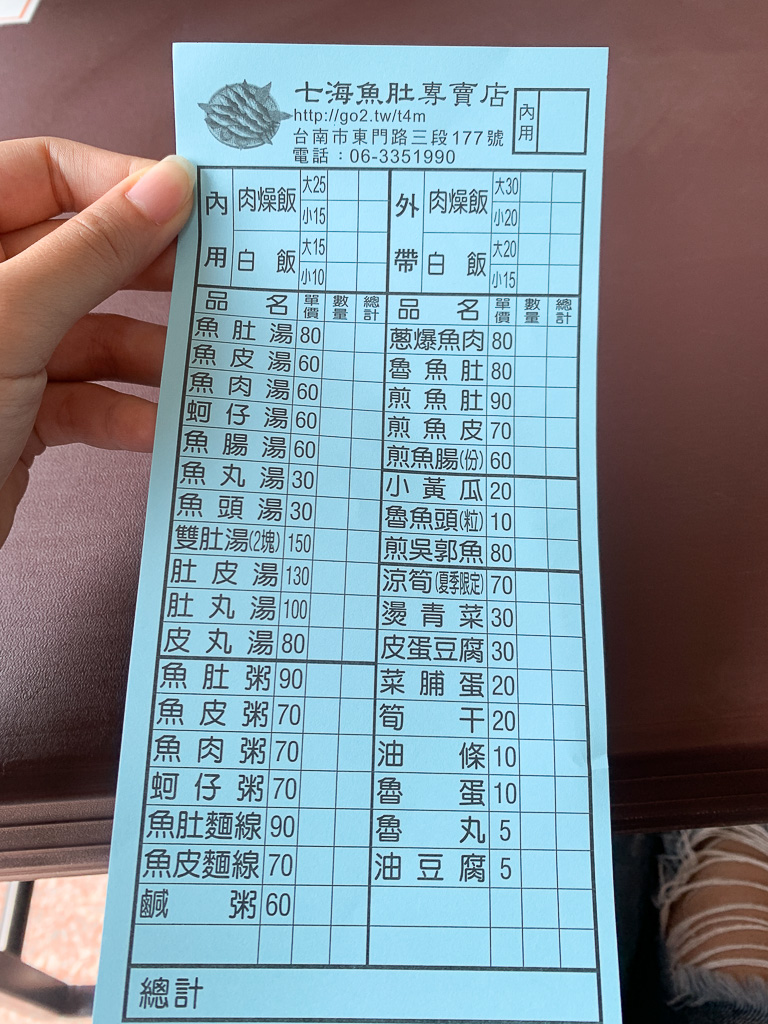 七海魚肚專賣店
http://go2.tw/t4m
台南市東門路三段177號
電話：06-3351990
內用
內用 肉燥飯 大25
小15
白飯 大15
小10
外帶 肉燥飯 大30
小20
白飯 大20
小15
品名 單價 數量 總計
魚肚湯 80
魚皮湯 60
魚肉湯 60
蚵仔湯 60
魚腸湯 60
魚丸湯 30
魚頭湯 30
雙肚湯(2塊) 150
肚皮湯 130
肚丸湯 100
皮丸湯 80
魚肚粥 90
魚皮粥 70
魚肉粥 70
蚵仔粥 70
魚肚麵線 90
魚皮麵線 70
鹹粥 60
品名 單價 數量 總計
蔥爆魚肉 80
魯魚肚 80
煎魚肚 90
煎魚皮 70
煎魚腸(份) 60
小黃瓜 20
魯魚頭(粒) 10
煎吳郭魚 80
涼筍(夏季限定) 70
燙青菜 30
皮蛋豆腐 30
菜脯蛋 20
筍干 20
油條 10
魯蛋 10
魯丸 5
油豆腐 5
總計